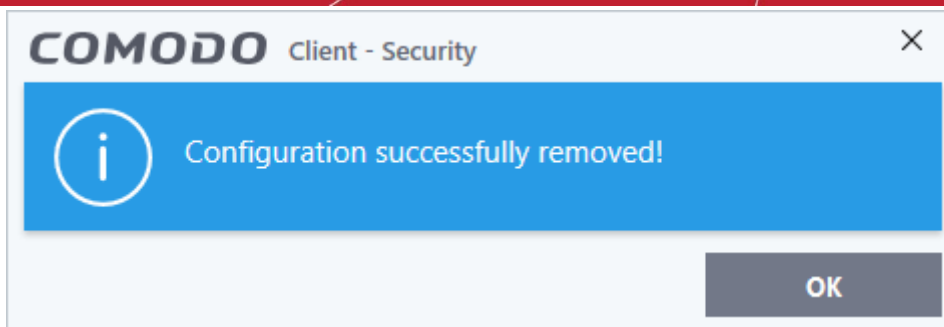 COMODO Client - Security
Configuration successfully removed!
OK